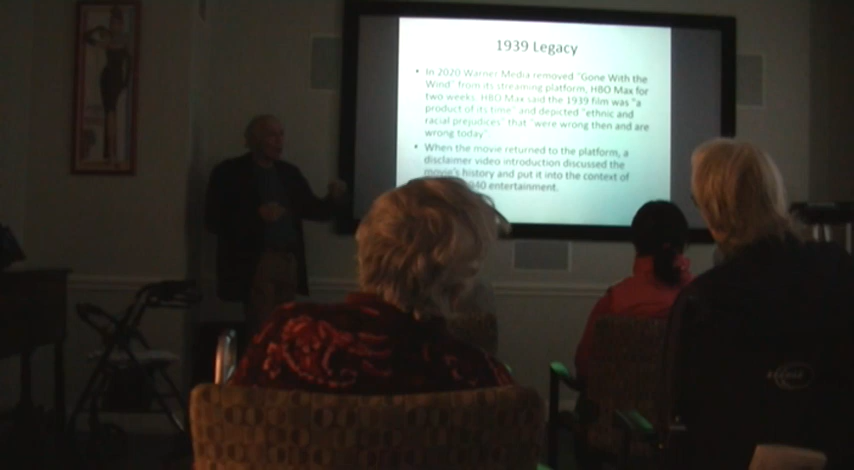 1939 Legacy
• In 2020 Warner Media removed "Gone With the
Wind" from its streaming platform, HBO Max for
two weeks. HBO Max said the 1939 film was "a
product of its time" and depicted "ethnic and
racial prejudices" that "were wrong then and are
wrong today"
• When the movie returned to the platform, a
disclaimer video introduction discussed the
movie's history and put it into the context of
40 entertainment.